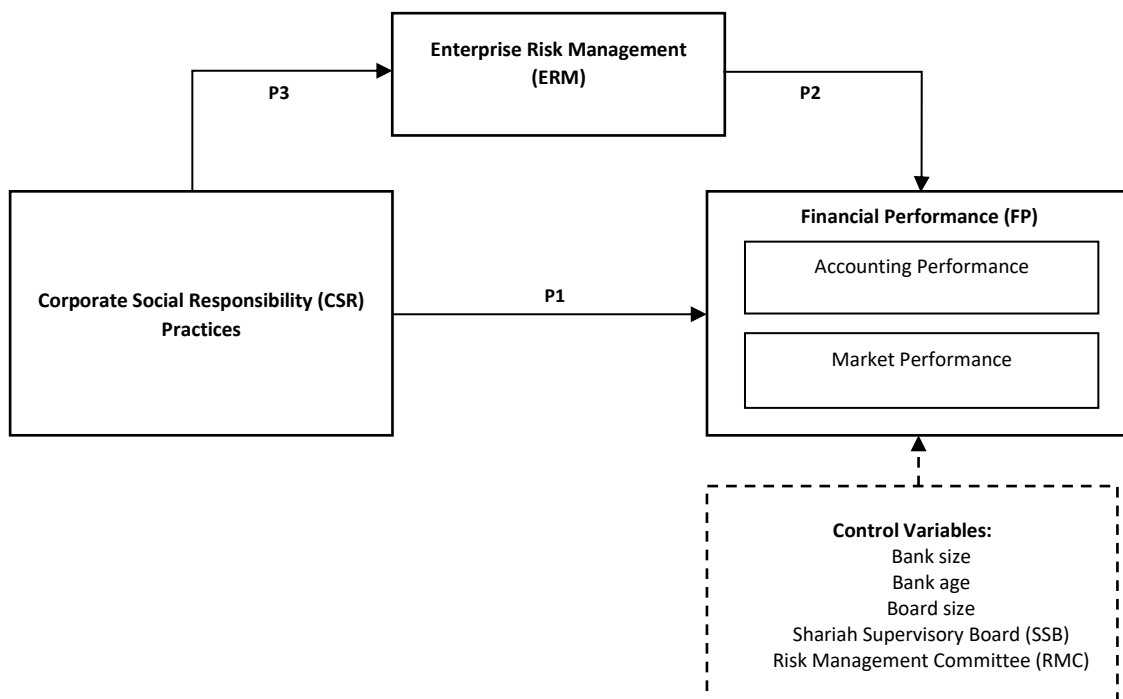 Enterprise Risk Management
(ERM)
P3
P2
Financial Performance (FP)
Accounting Performance
Corporate Social Responsibility (CSR)
Practices
P1
Market Performance
Control Variables:
Bank size
Bank age
Board size
Shariah Supervisory Board (SSB)
Risk Management Committee (RMC)